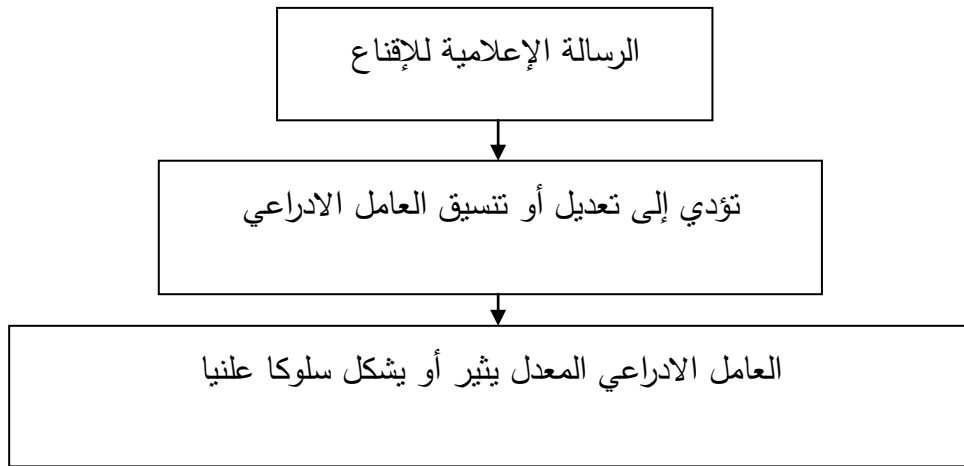 الرسالة الإعلامية للإقناع
تؤدي إلى تعديل أو تنسيق العامل الادراعي
العامل الادراعي المعدل يثير أو يشكل سلوكا علنيا